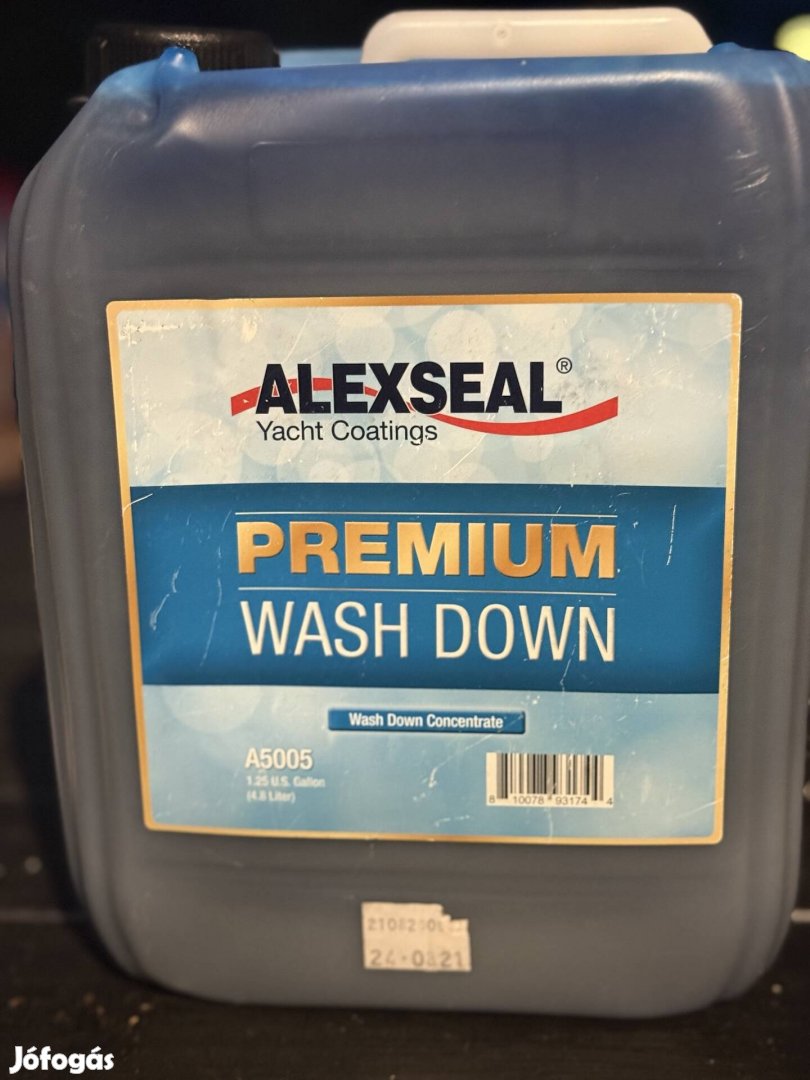 ALEXSEAL®
Yacht Coatings
PREMIUM
WASH DOWN
Wash Down Concentrate
A5005
1.25 U.S. Gallon
(4.8 Liter)
8 10078 93174 4
24-0321
Jófogás